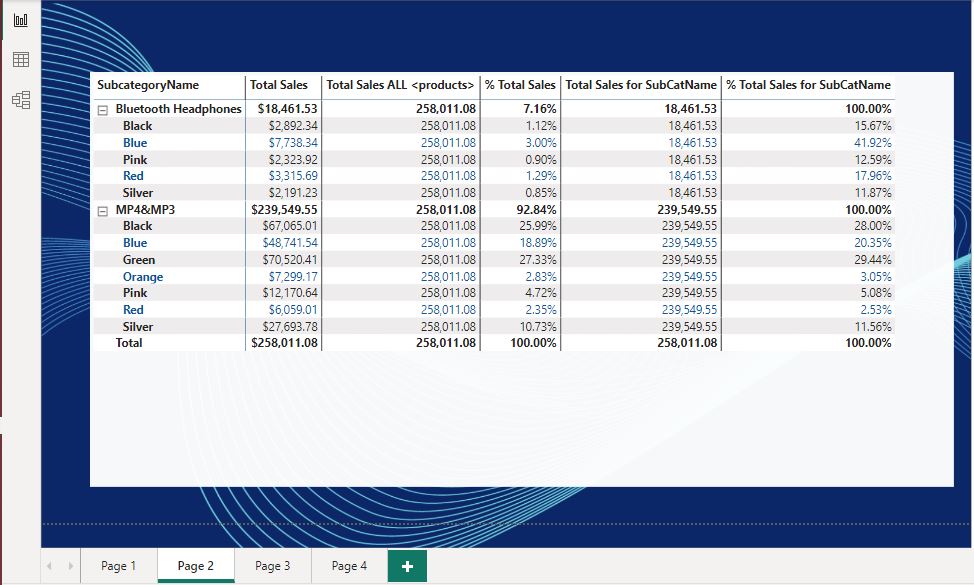 SubcategoryName Total Sales Total Sales ALL <products> % Total Sales Total Sales for SubCatName % Total Sales for SubCatName
Bluetooth Headphones $18,461.53 258,011.08 7.16% 18,461.53 100.00%
Black $2,892.34 258,011.08 1.12% 18,461.53 15.67%
Blue $7,738.34 258,011.08 3.00% 18,461.53 41.92%
Pink $2,323.92 258,011.08 0.90% 18,461.53 12.59%
Red $3,315.69 258,011.08 1.29% 18,461.53 17.96%
Silver $2,191.23 258,011.08 0.85% 18,461.53 11.87%
MP4&MP3 $239,549.55 258,011.08 92.84% 239,549.55 100.00%
Black $67,065.01 258,011.08 25.99% 239,549.55 28.00%
Blue $48,741.54 258,011.08 18.89% 239,549.55 20.35%
Green $70,520.41 258,011.08 27.33% 239,549.55 29.44%
Orange $7,299.17 258,011.08 2.83% 239,549.55 3.05%
Pink $12,170.64 258,011.08 4.72% 239,549.55 5.08%
Red $6,059.01 258,011.08 2.35% 239,549.55 2.53%
Silver $27,693.78 258,011.08 10.73% 239,549.55 11.56%
Total $258,011.08 258,011.08 100.00% 258,011.08 100.00%
Page 1 Page 2 Page 3 Page 4 +